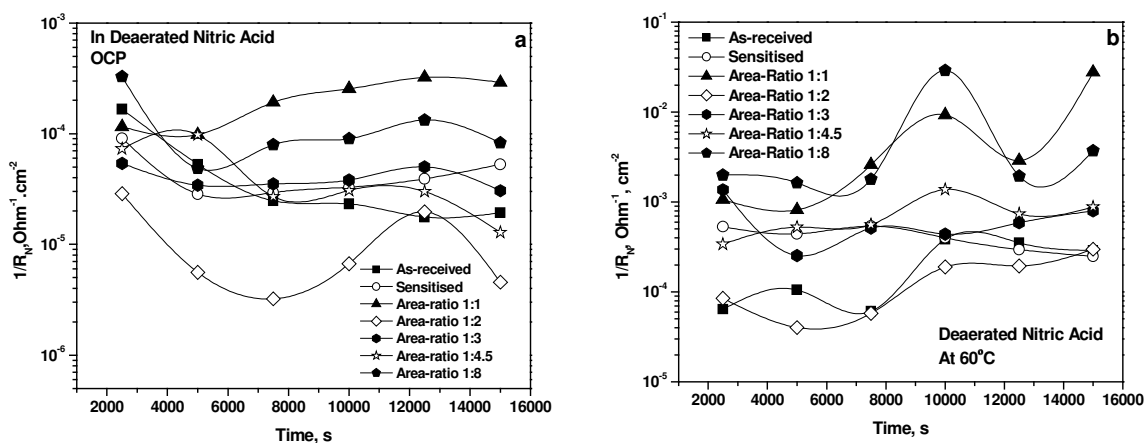 In Deaerated Nitric Acid
OCP
a
10⁻³
10⁻⁴
10⁻⁵
10⁻⁶
1/R_N,Ohm⁻¹.cm⁻²
As-received
Sensitised
Area-ratio 1:1
Area-ratio 1:2
Area-ratio 1:3
Area-ratio 1:4.5
Area-ratio 1:8
2000 4000 6000 8000 10000 12000 14000 16000
Time, s
b
As-received
Sensitised
Area-Ratio 1:1
Area-Ratio 1:2
Area-Ratio 1:3
Area-Ratio 1:4.5
Area-Ratio 1:8
10⁻¹
10⁻²
10⁻³
10⁻⁴
10⁻⁵
1/R_N, Ohm⁻¹, cm⁻²
Deaerated Nitric Acid
At 60°C
2000 4000 6000 8000 10000 12000 14000 16000
Time, s